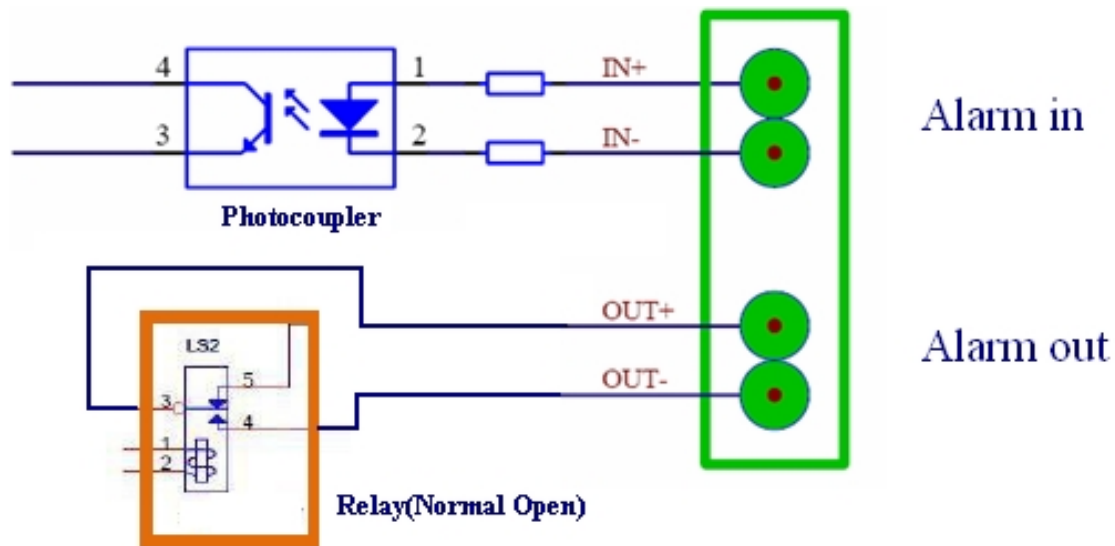 4
1
IN+
Alarm in
3
2
IN-
Photocoupler
OUT+
Alarm out
LS2
5
OUT-
3
4
1
2
Relay(Normal Open)